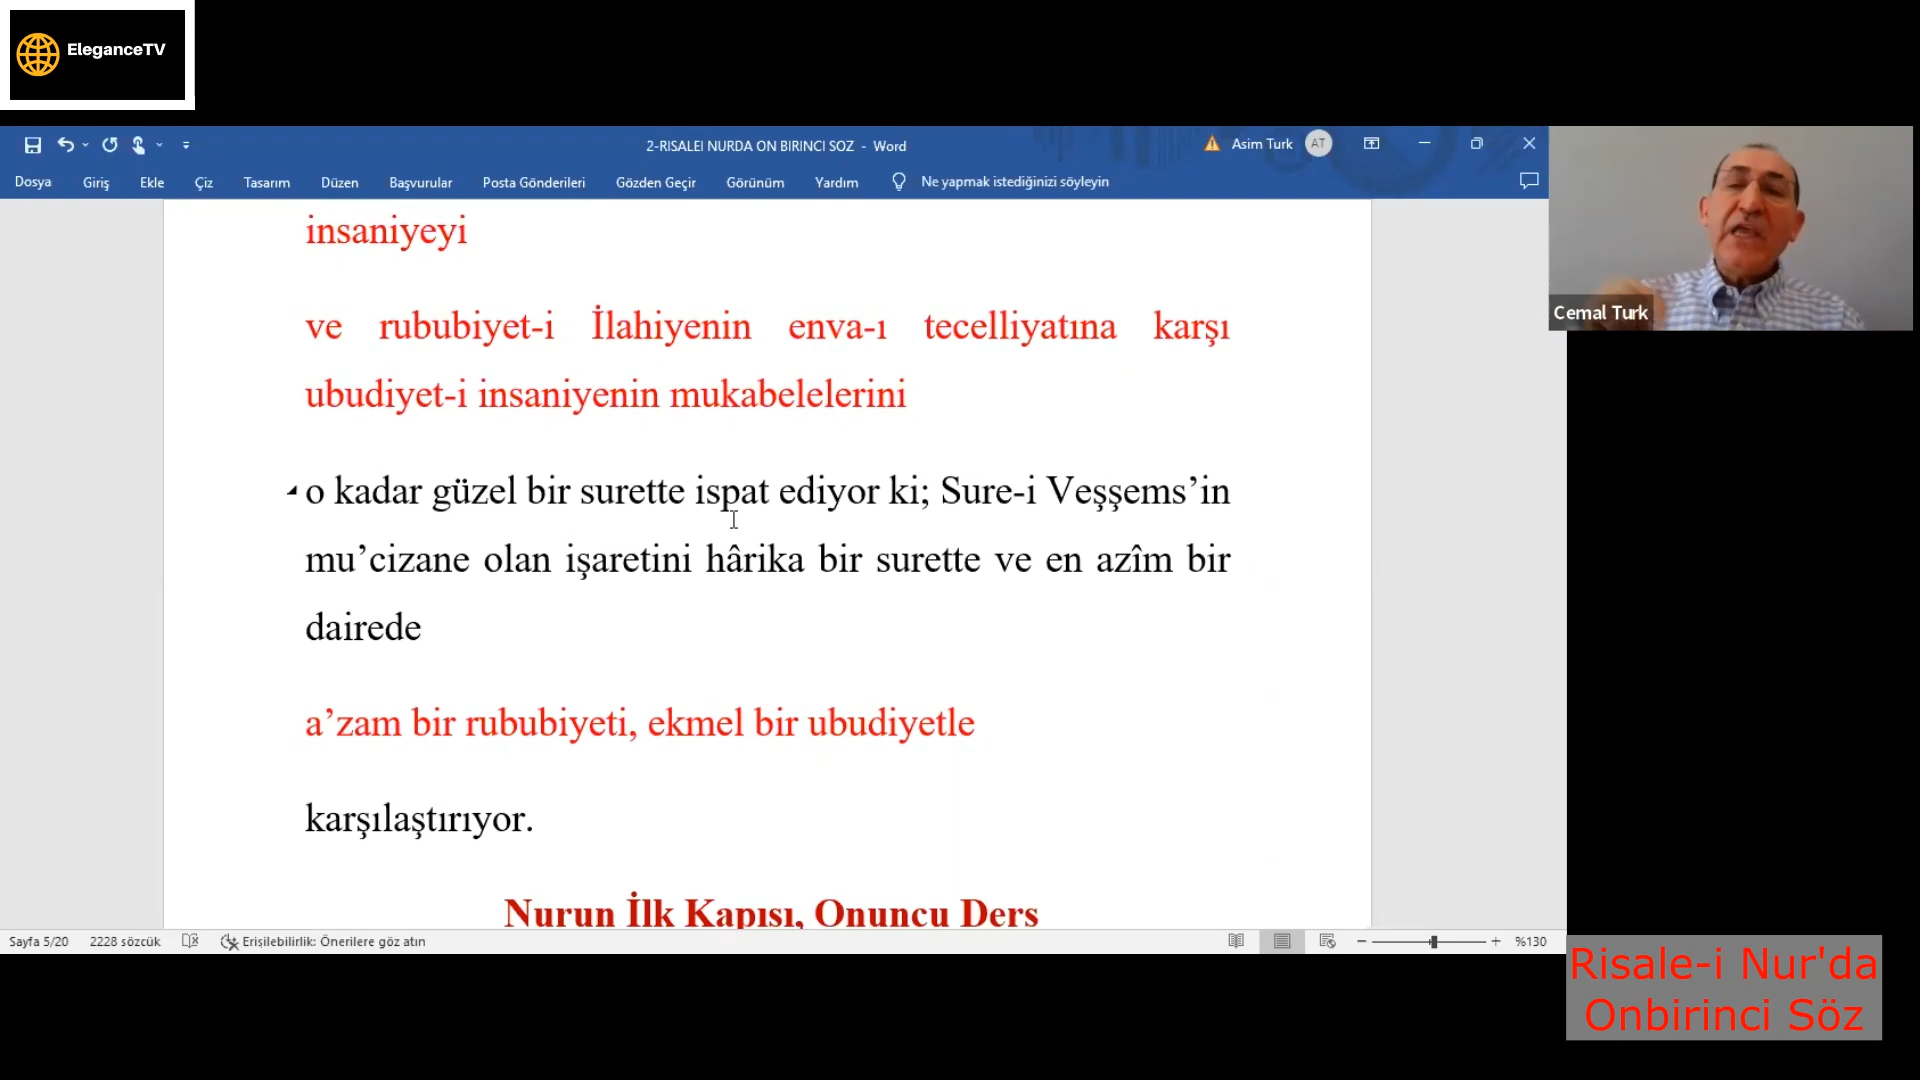 EleganceTV
2-RISALEI NURDA ON BIRINCI SOZ - Word
Asim Turk
AT
Dosya Giriş Ekle Çiz Tasarım Düzen Başvurular Posta Gönderileri Gözden Geçir Görünüm Yardım Ne yapmak istediğinizi söyleyin
insaniyeyi
ve rububiyet-i İlahiyenin enva-ı tecelliyatına karşı
ubudiyet-i insaniyenin mukabelelerini
o kadar güzel bir surette ispat ediyor ki; Sure-i Veşşems’in
mu’cizane olan işaretini hârika bir surette ve en azîm bir
dairede
a’zam bir rububiyeti, ekmel bir ubudiyetle
karşılaştırıyor.
Nurun İlk Kapısı, Onuncu Ders
Cemal Turk
Sayfa 5/20 2228 sözcük Erişilebilirlik: Önerilere göz atın %130
Risale-i Nur'da
Onbirinci Söz